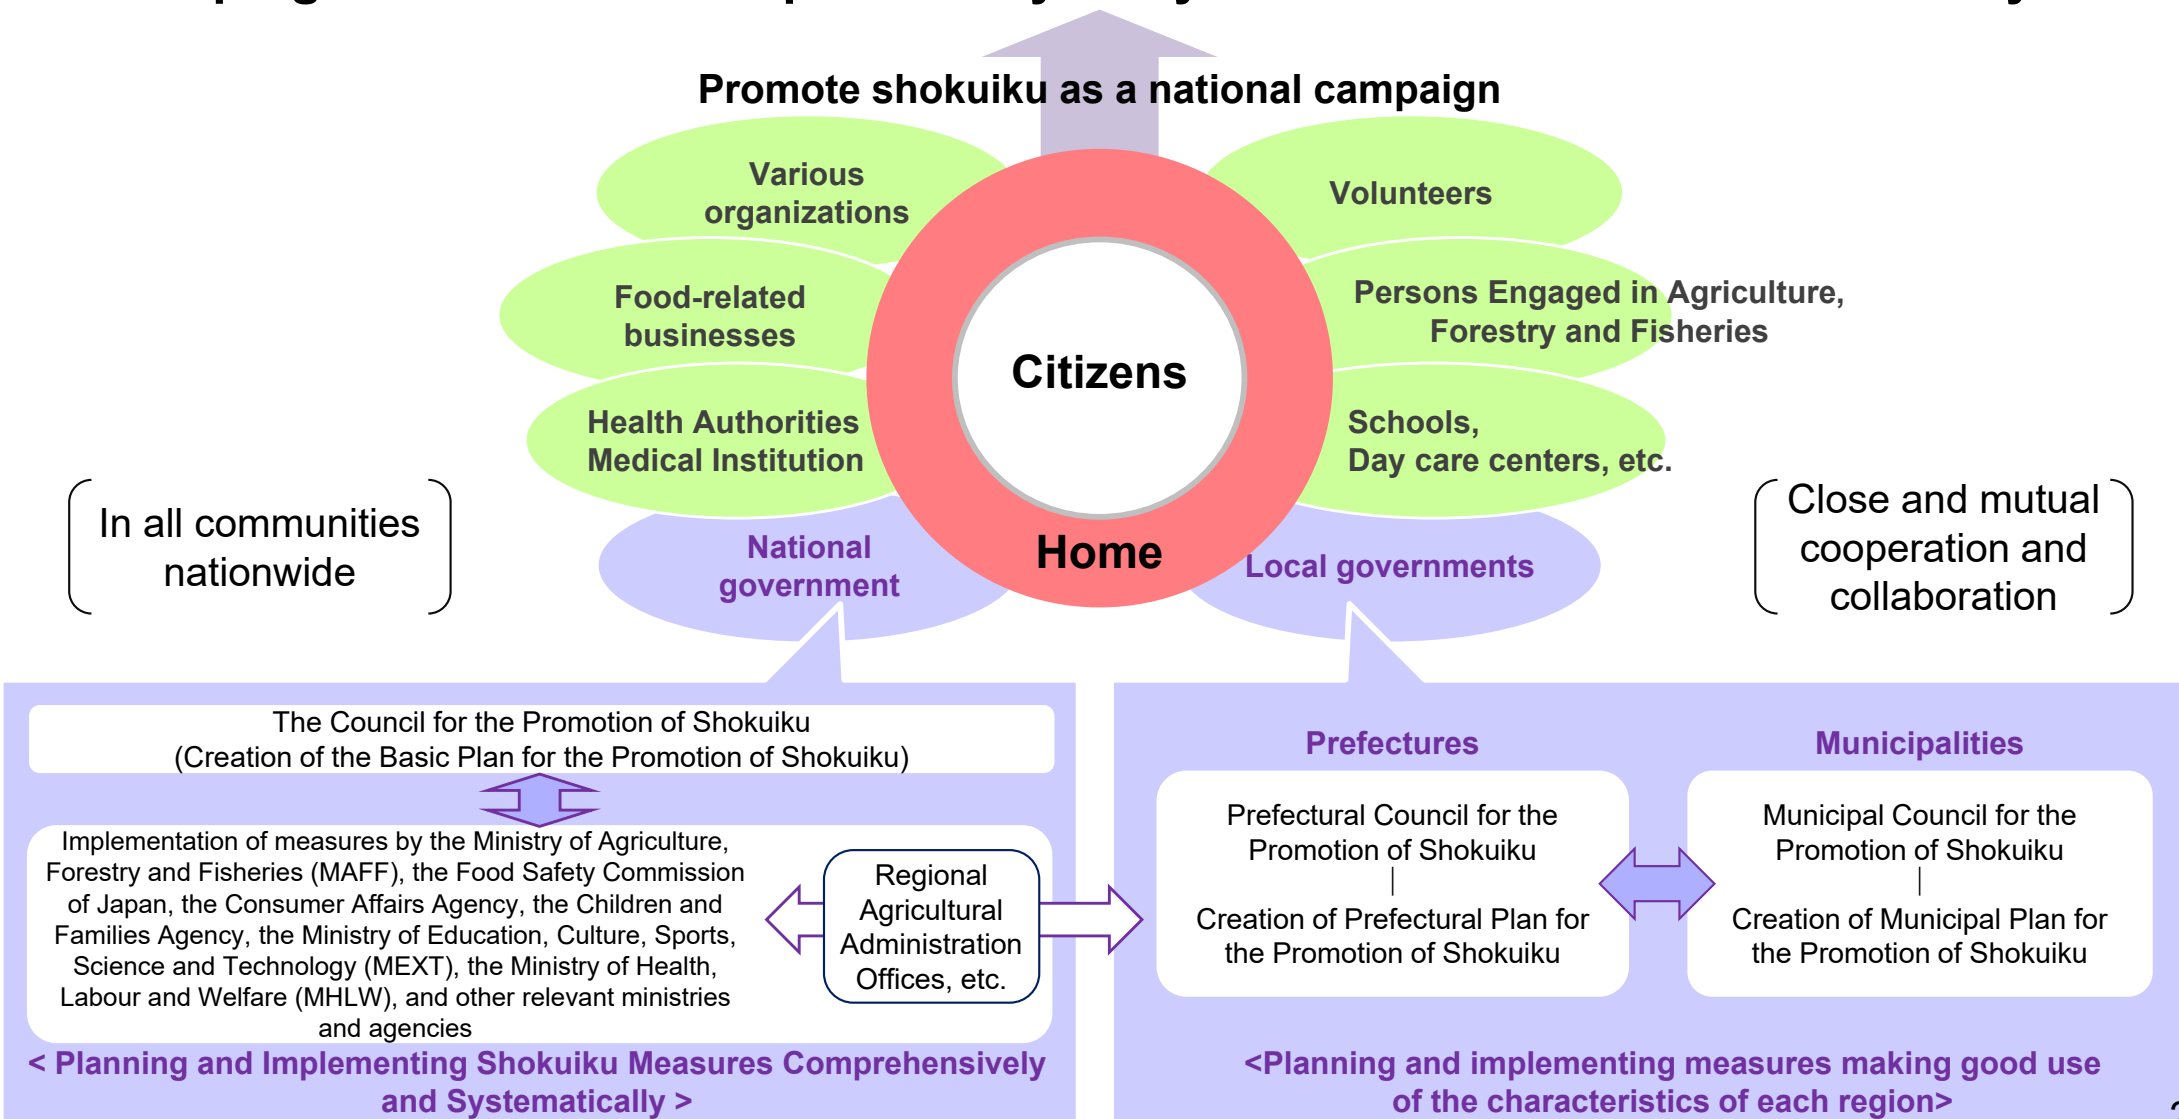 Promote shokuiku as a national campaign
Various
organizations
Volunteers
Food-related
businesses
Persons Engaged in Agriculture,
Forestry and Fisheries
Citizens
Health Authorities
Medical Institution
Schools,
Day care centers, etc.
In all communities
nationwide
National
government
Home
Local governments
Close and mutual
cooperation and
collaboration
The Council for the Promotion of Shokuiku
(Creation of the Basic Plan for the Promotion of Shokuiku)
Implementation of measures by the Ministry of Agriculture,
Forestry and Fisheries (MAFF), the Food Safety Commission
of Japan, the Consumer Affairs Agency, the Children and
Families Agency, the Ministry of Education, Culture, Sports,
Science and Technology (MEXT), the Ministry of Health,
Labour and Welfare (MHLW), and other relevant ministries
and agencies
Regional
Agricultural
Administration
Offices, etc.
< Planning and Implementing Shokuiku Measures Comprehensively
and Systematically >
Prefectures
Municipalities
Prefectural Council for the
Promotion of Shokuiku
Creation of Prefectural Plan for
the Promotion of Shokuiku
Municipal Council for the
Promotion of Shokuiku
Creation of Municipal Plan for
the Promotion of Shokuiku
<Planning and implementing measures making good use
of the characteristics of each region>